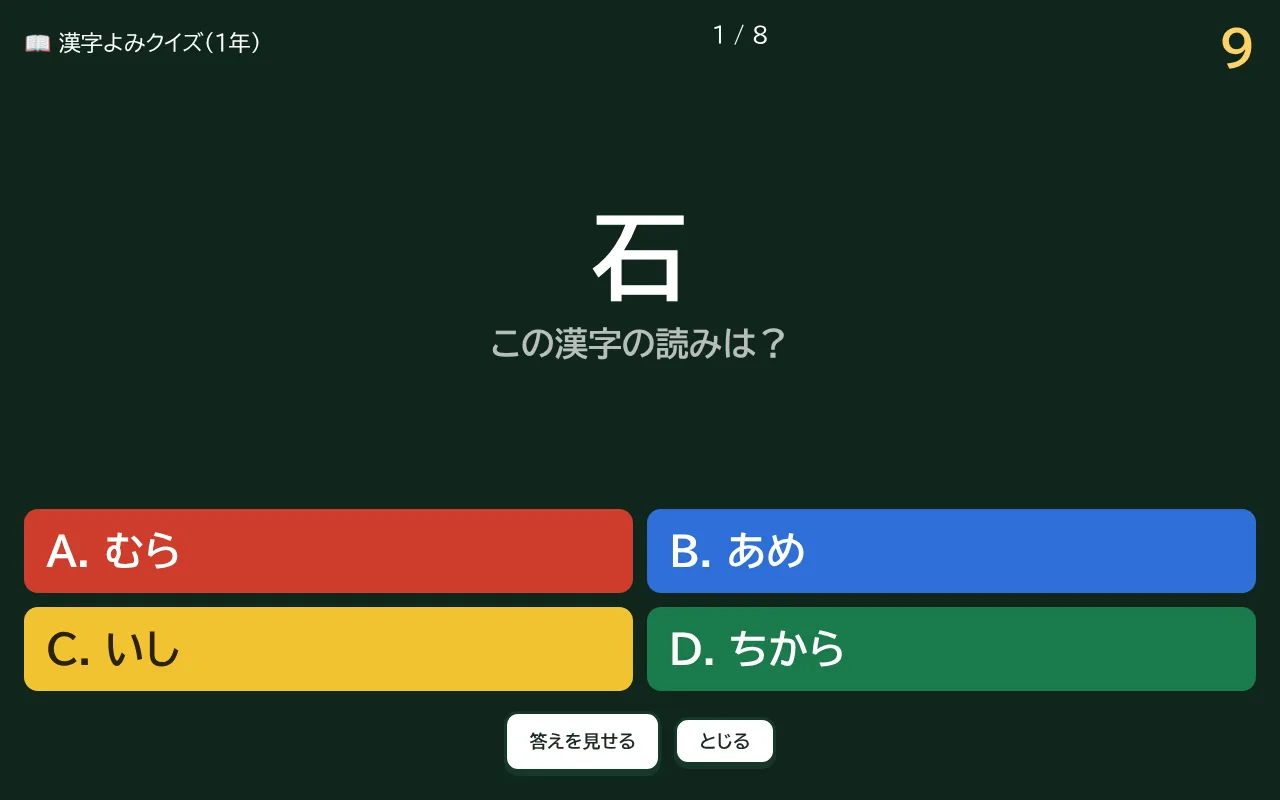 📖 漢字よみクイズ(1年)
1 / 8
9
石
この漢字の読みは？
A. むら
B. あめ
C. いし
D. ちから
答えを見せる
とじる